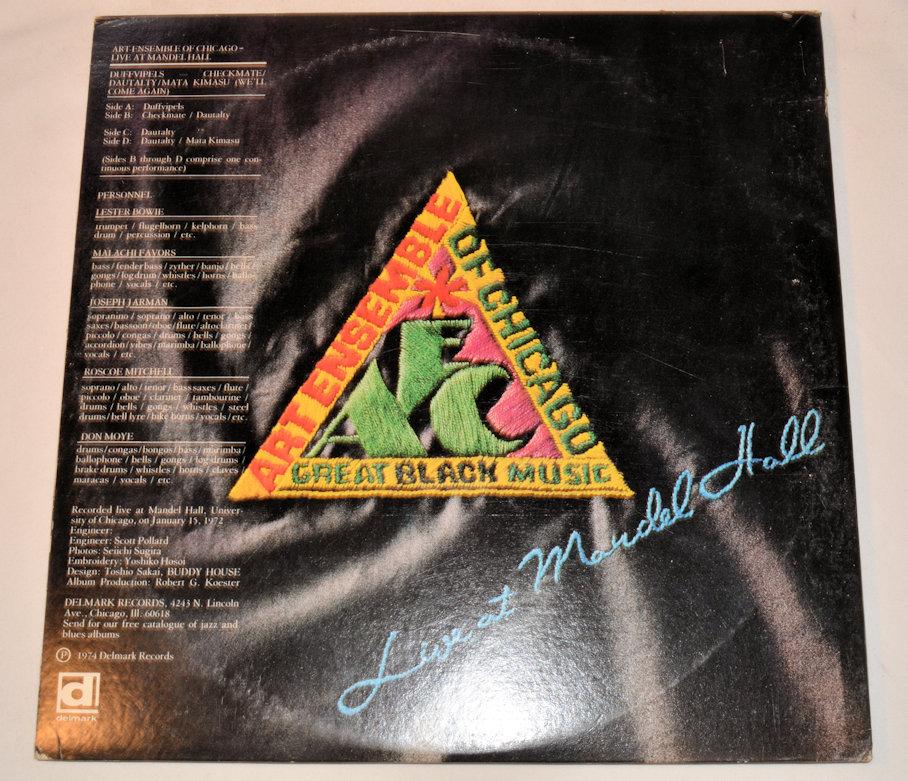 ART ENSEMBLE OF CHICAGO –
LIVE AT MANDEL HALL
DUFFVIPELS — CHECKMATE/
DAUTALTY/MATA KIMASU (WE'LL
COME AGAIN)
Side A: Duffvipels
Side B: Checkmate / Dautalty
Side C: Dautalty
Side D: Dautalty / Mata Kimasu
(Sides B through D comprise one con-
tinuous performance)
PERSONNEL
LESTER BOWIE
trumpet / flugelhorn / kelphorn / bass
drum / percussion / etc.
MALACHI FAVORS
bass/fender bass/zyther/banjo/bells/
gongs/log drum/whistles/horns/ballo-
phone / vocals / etc.
JOSEPH JARMAN
sopranino / soprano / alto / tenor / bass
saxes/bassoon/oboe/flute/alto clarinet/
piccolo / congas / drums / bells / gongs /
accordion/vibes/marimba/ballophone/
vocals / etc.
ROSCOE MITCHELL
soprano/alto/tenor/bass saxes/flute/
piccolo / oboe / clarinet / tambourine /
drums / bells / gongs / whistles / steel
drums/bell lyre/bike horns/vocals/etc.
DON MOYE
drums/congas/bongos/bass/marimba
ballophone / bells / gongs / log drums /
brake drums / whistles / horns / claves /
maracas / vocals / etc.
Recorded live at Mandel Hall, Univer-
sity of Chicago, on January 15, 1972
Engineer:
Engineer: Scott Pollard
Photos: Seiichi Sugita
Embroidery: Yoshiko Hosoi
Design: Toshio Sakai, BUDDY HOUSE
Album Production: Robert G. Koester
DELMARK RECORDS, 4243 N. Lincoln
Ave., Chicago, Ill. 60618
Send for our free catalogue of jazz and
blues albums
Ⓟ 1974 Delmark Records
d
delmark
ART ENSEMBLE
OF CHICAGO
AEC
GREAT BLACK MUSIC
Live at Mandel Hall